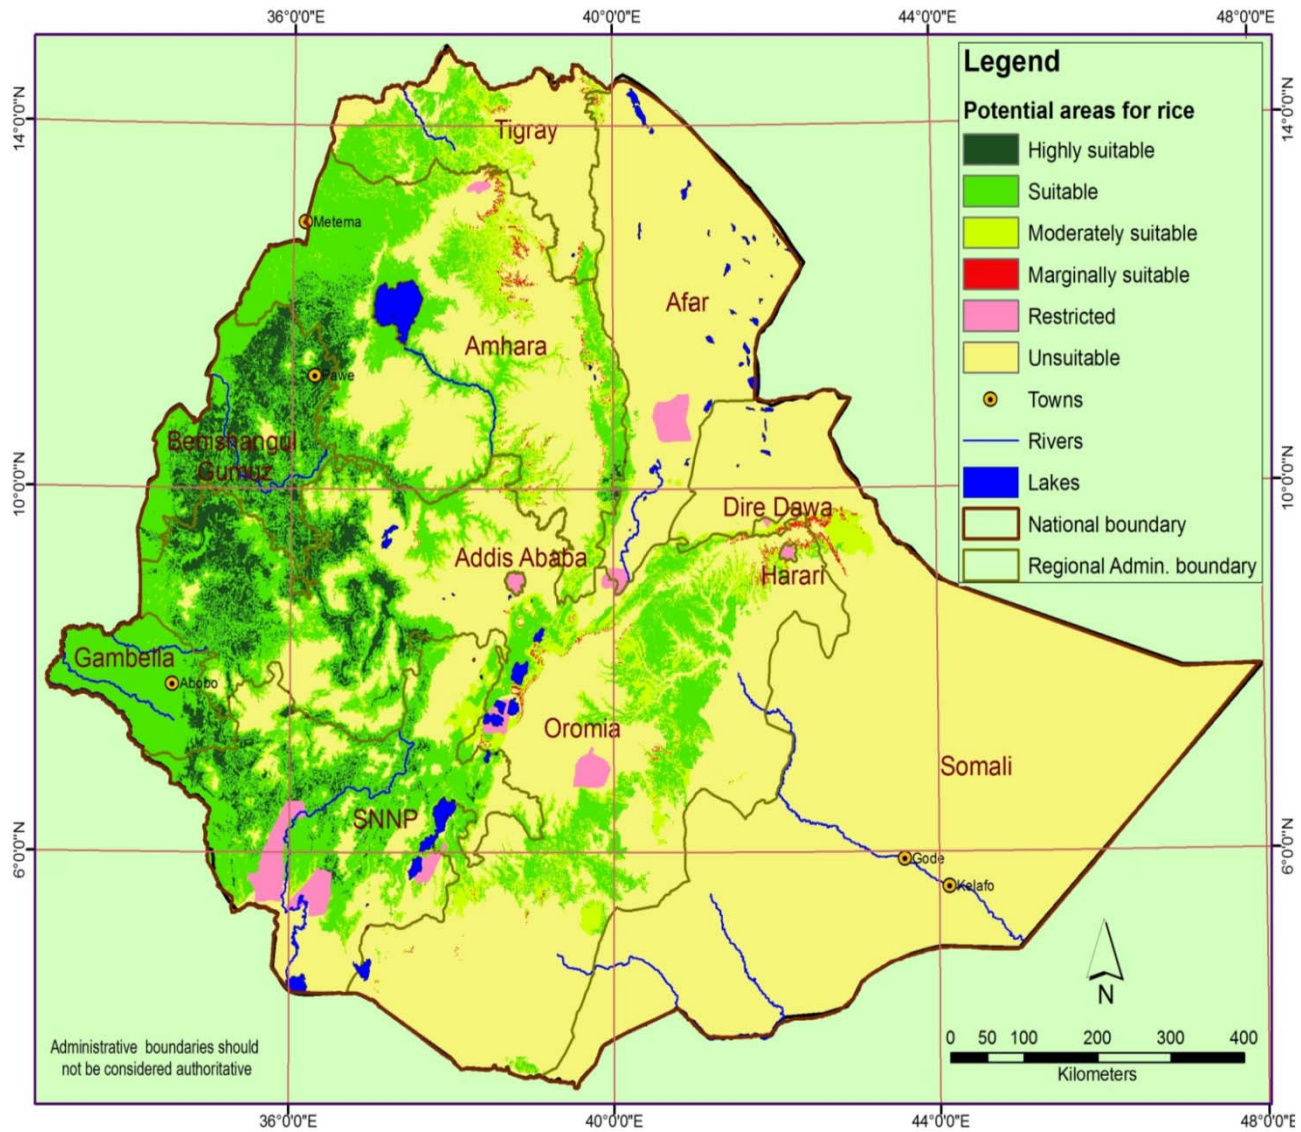 36°0'0"E 40°0'0"E 44°0'0"E 48°0'0"E
14°0'0"N
14°0'0"N
Legend
Potential areas for rice
Highly suitable
Suitable
Moderately suitable
Marginally suitable
Restricted
Unsuitable
Towns
Rivers
Lakes
National boundary
Regional Admin. boundary
Tigray
Metema
Afar
Amhara
Pawe
Benishangul
Gumuz
10°0'0"N
10°0'0"N
Dire Dawa
Addis Ababa
Harari
Gambella
Abobo
Oromia
Somali
SNNP
6°0'0"N
6°0'0"N
Gode
Kelafo
N
0 50 100 200 300 400
Kilometers
Administrative boundaries should
not be considered authoritative
36°0'0"E 40°0'0"E 44°0'0"E 48°0'0"E